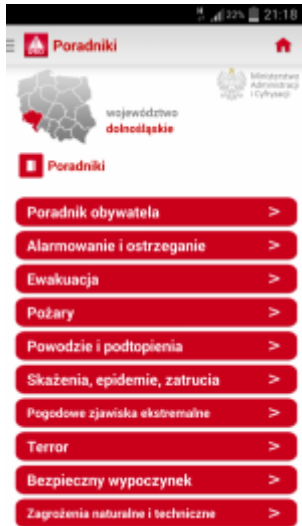 H 22% 21:18
Poradniki
Ministerstwo
Administracji
i Cyfryzacji
województwo
dolnośląskie
Poradniki
Poradnik obywatela >
Alarmowanie i ostrzeganie >
Ewakuacja >
Pożary >
Powodzie i podtopienia >
Skażenia, epidemie, zatrucia >
Pogodowe zjawiska ekstremalne >
Terror >
Bezpieczny wypoczynek >
Zagrożenia naturalne i techniczne >